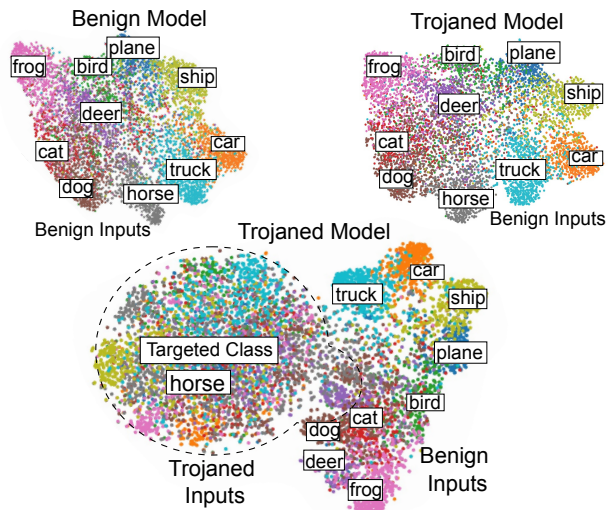 Benign Model
plane
bird
frog
ship
deer
cat
car
truck
dog
horse
Benign Inputs
Trojaned Model
bird
plane
frog
ship
deer
cat
car
truck
dog
horse
Benign Inputs
Trojaned Model
car
truck
ship
Targeted Class
plane
horse
bird
cat
dog
deer
Benign
Inputs
Trojaned
Inputs
frog